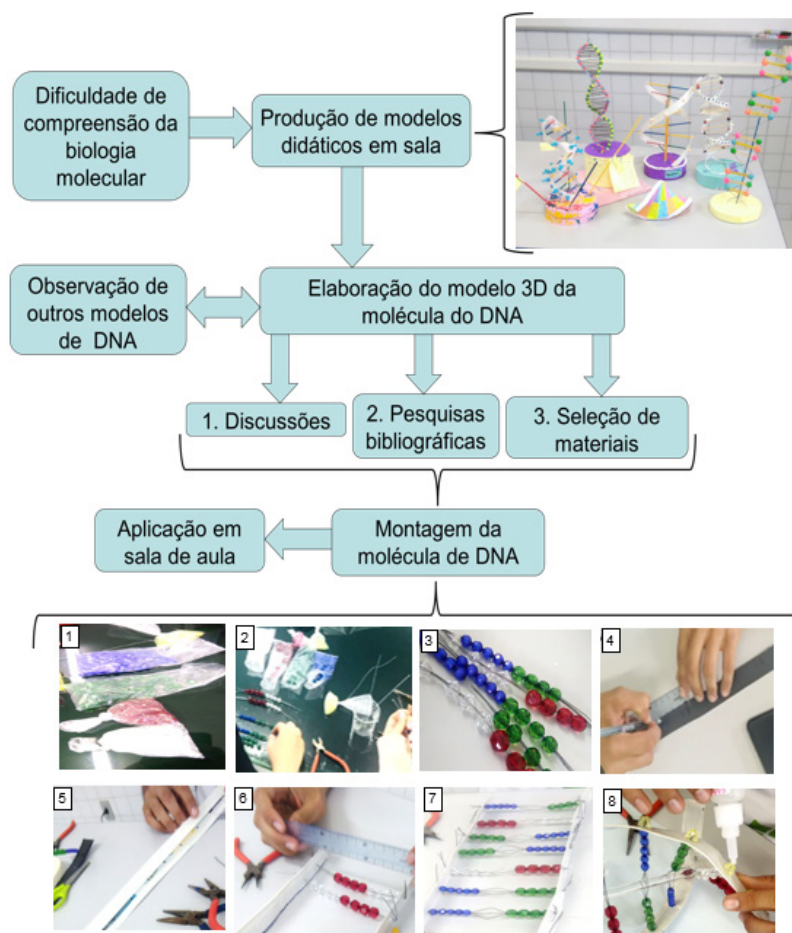 Dificuldade de
compreensão da
biologia
molecular
Produção de modelos
didáticos em sala
Observação de
outros modelos
de DNA
Elaboração do modelo 3D da
molécula do DNA
1. Discussões
2. Pesquisas
bibliográficas
3. Seleção de
materiais
Aplicação em
sala de aula
Montagem da
molécula de DNA
1
2
3
4
5
6
7
8